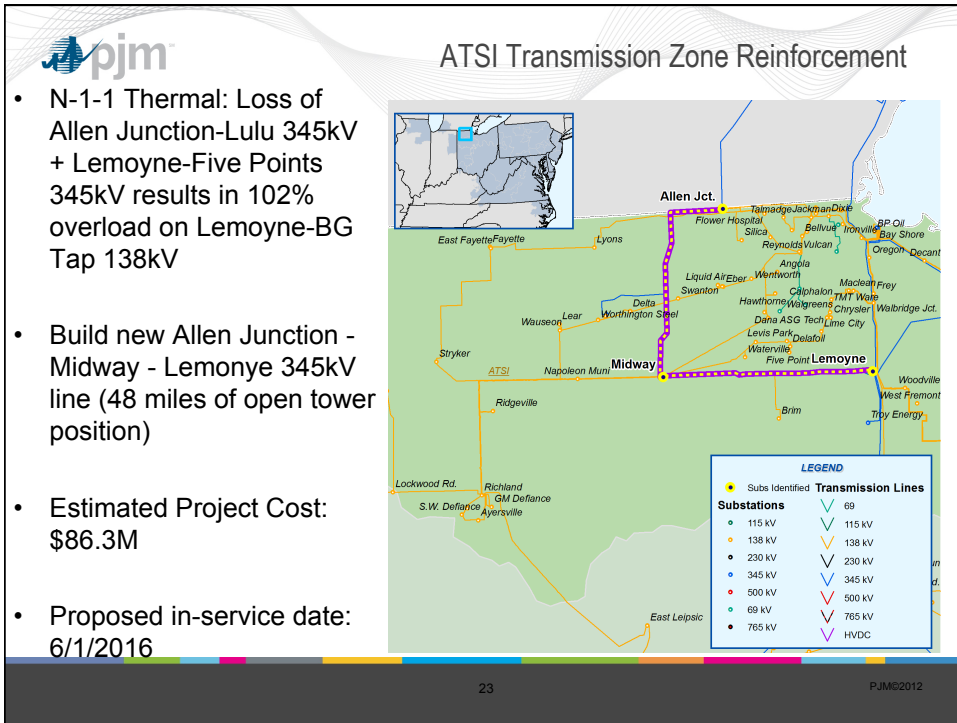 pjm
ATSI Transmission Zone Reinforcement
• N-1-1 Thermal: Loss of
Allen Junction-Lulu 345kV
+ Lemoyne-Five Points
345kV results in 102%
overload on Lemoyne-BG
Tap 138kV
• Build new Allen Junction -
Midway - Lemonye 345kV
line (48 miles of open tower
position)
• Estimated Project Cost:
$86.3M
• Proposed in-service date:
6/1/2016
Allen Jct.
Talmadge Jackman Dixie
Flower Hospital
Silica
Bellvue
Ironville
BP Oil
Bay Shore
East Fayette Fayette
Lyons
Reynolds Vulcan
Oregon
Decant
Angola
Liquid Air Eber
Wentworth
Swanton
Calphalon
Maclean Frey
Delta
Hawthorne Walgreens
TMT Ware
Chrysler
Walbridge Jct.
Lear
Worthington Steel
Wauseon
Dana ASG Tech
Lime City
Levis Park
Delafoil
Waterville
Stryker
Five Point
Midway
Lemoyne
ATSI
Napoleon Muni
Woodville
West Fremont
Ridgeville
Brim
Troy Energy
Lockwood Rd.
Richland
GM Defiance
S.W. Defiance
Ayersville
East Leipsic
d.
LEGEND
Subs Identified
Transmission Lines
Substations
69
115 kV
115 kV
138 kV
138 kV
230 kV
230 kV
345 kV
345 kV
500 kV
500 kV
69 kV
765 kV
765 kV
HVDC
23
PJM©2012